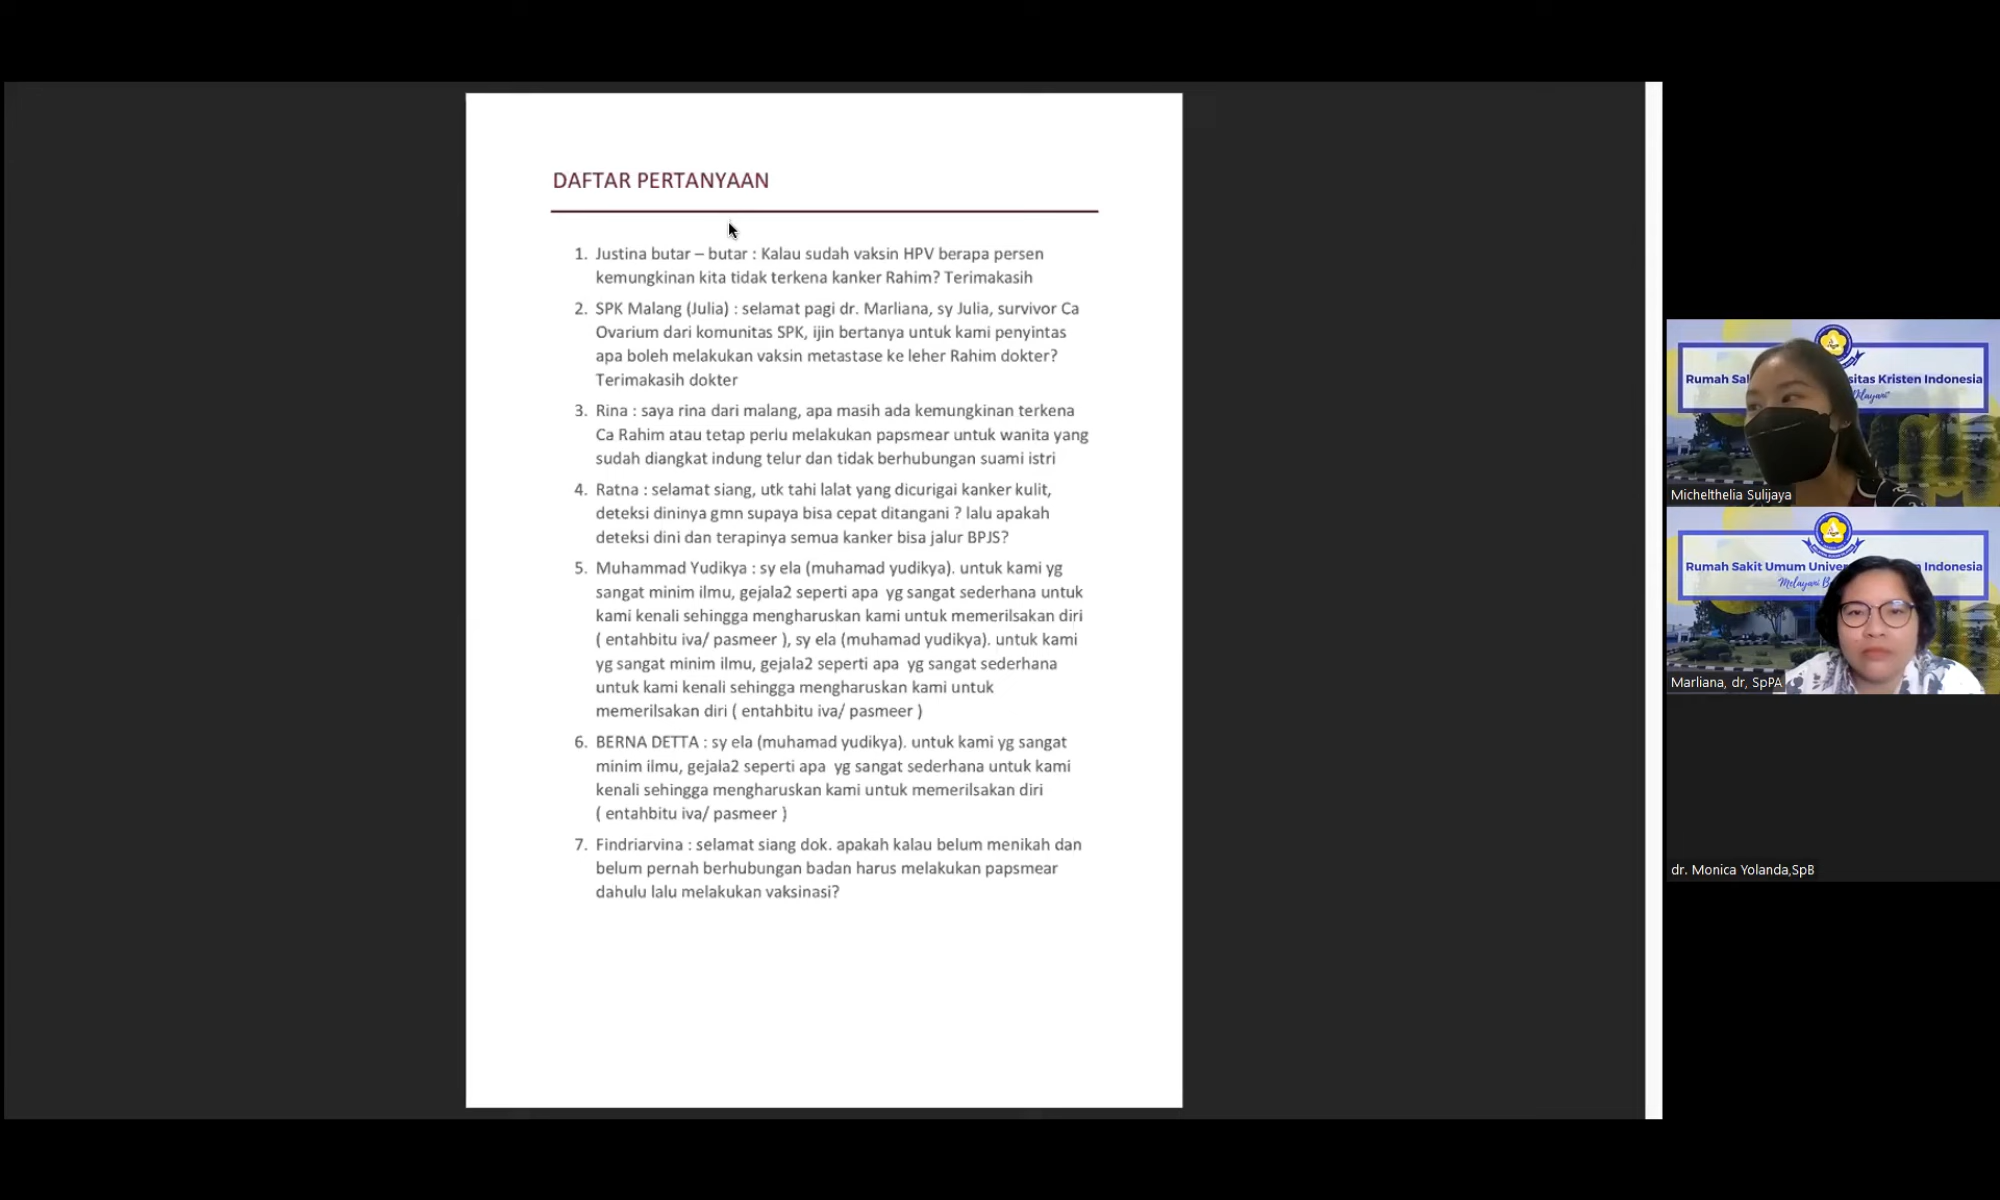 DAFTAR PERTANYAAN
1. Justina butar – butar : Kalau sudah vaksin HPV berapa persen
kemungkinan kita tidak terkena kanker Rahim? Terimakasih
2. SPK Malang (Julia) : selamat pagi dr. Marliana, sy Julia, survivor Ca
Ovarium dari komunitas SPK, ijin bertanya untuk kami penyintas
apa boleh melakukan vaksin metastase ke leher Rahim dokter?
Terimakasih dokter
3. Rina : saya rina dari malang, apa masih ada kemungkinan terkena
Ca Rahim atau tetap perlu melakukan papsmear untuk wanita yang
sudah diangkat indung telur dan tidak berhubungan suami istri
4. Ratna : selamat siang, utk tahi lalat yang dicurigai kanker kulit,
deteksi dininya gmn supaya bisa cepat ditangani ? lalu apakah
deteksi dini dan terapinya semua kanker bisa jalur BPJS?
5. Muhammad Yudikya : sy ela (muhamad yudikya). untuk kami yg
sangat minim ilmu, gejala2 seperti apa  yg sangat sederhana untuk
kami kenali sehingga mengharuskan kami untuk memerilsakan diri
( entahbitu iva/ pasmeer ), sy ela (muhamad yudikya). untuk kami
yg sangat minim ilmu, gejala2 seperti apa  yg sangat sederhana
untuk kami kenali sehingga mengharuskan kami untuk
memerilsakan diri ( entahbitu iva/ pasmeer )
6. BERNA DETTA : sy ela (muhamad yudikya). untuk kami yg sangat
minim ilmu, gejala2 seperti apa  yg sangat sederhana untuk kami
kenali sehingga mengharuskan kami untuk memerilsakan diri
( entahbitu iva/ pasmeer )
7. Findriarvina : selamat siang dok. apakah kalau belum menikah dan
belum pernah berhubungan badan harus melakukan papsmear
dahulu lalu melakukan vaksinasi?
Rumah Sak sitas Kristen Indonesia
Michelthelia Sulijaya
Rumah Sakit Umum Univer Indonesia
Melayani B
Marliana, dr, SpPA
dr. Monica Yolanda,SpB